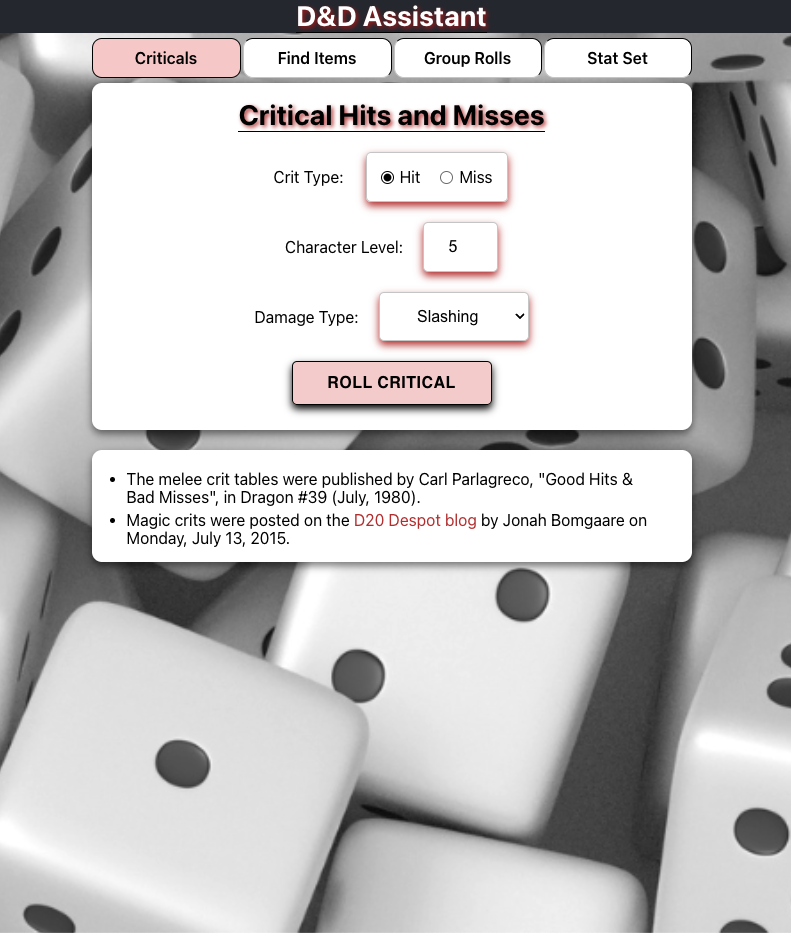 D&D Assistant
Criticals
Find Items
Group Rolls
Stat Set
Critical Hits and Misses
Crit Type: Hit Miss
Character Level: 5
Damage Type: Slashing
ROLL CRITICAL
The melee crit tables were published by Carl Parlagreco, "Good Hits &
Bad Misses", in Dragon #39 (July, 1980).
Magic crits were posted on the D20 Despot blog by Jonah Bomgaare on
Monday, July 13, 2015.